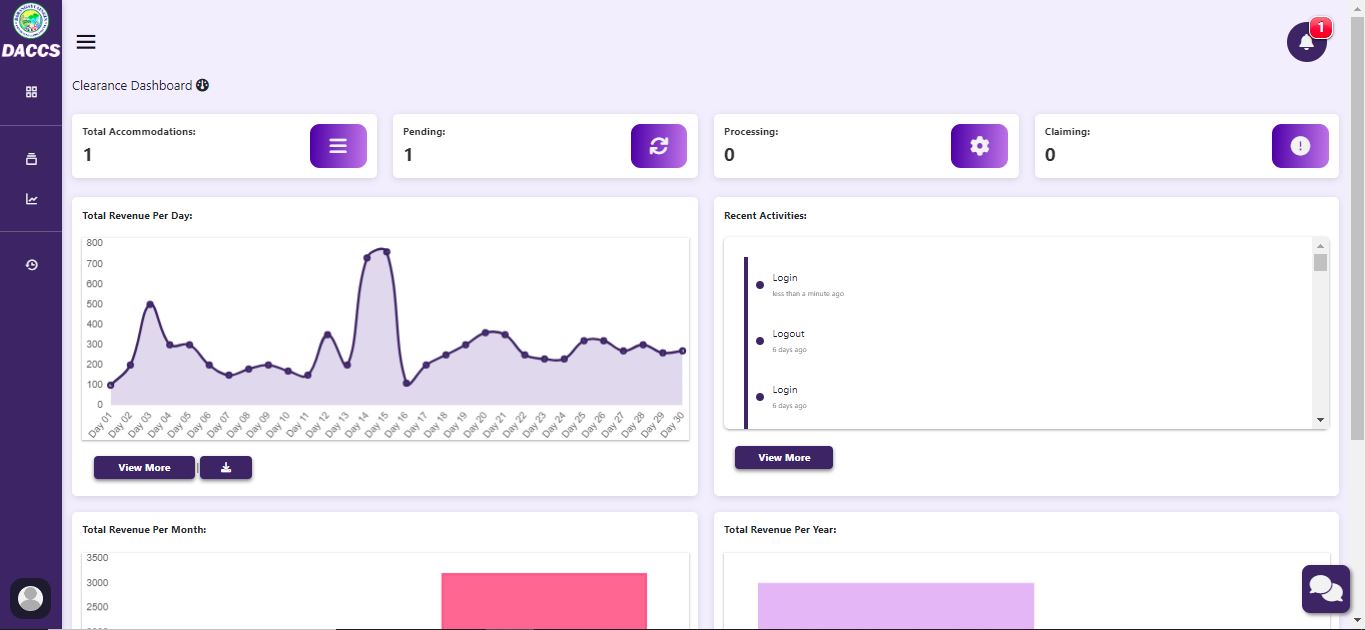 DACCS
1
Clearance Dashboard
Total Accommodations:
1
Pending:
1
Processing:
0
Claiming:
0
Total Revenue Per Day:
800
700
600
500
400
300
200
100
0
Day 01 Day 02 Day 03 Day 04 Day 05 Day 06 Day 07 Day 08 Day 09 Day 10 Day 11 Day 12 Day 13 Day 14 Day 15 Day 16 Day 17 Day 18 Day 19 Day 20 Day 21 Day 22 Day 23 Day 24 Day 25 Day 26 Day 27 Day 28 Day 29 Day 30
View More |
Recent Activities:
Login
less than a minute ago
Logout
6 days ago
Login
6 days ago
View More
Total Revenue Per Month:
3500
3000
2500
Total Revenue Per Year: